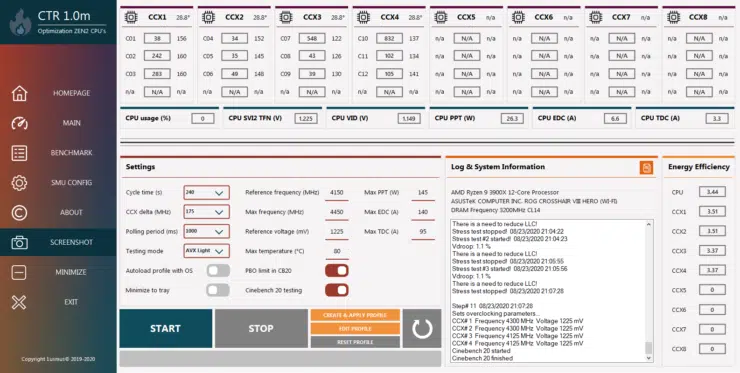 CTR 1.0m
Optimization ZEN2 CPU's
HOMEPAGE
MAIN
BENCHMARK
SMU CONFIG
ABOUT
SCREENSHOT
MINIMIZE
EXIT
Copyright 1usmus© 2019-2020
CCX1 28.8° CCX2 28.8° CCX3 28.8° CCX4 28.8° CCX5 n/a CCX6 n/a CCX7 n/a CCX8 n/a
C01 38 156 C04 34 152 C07 548 122 C10 832 137 n/a N/A n/a n/a N/A n/a n/a N/A n/a n/a N/A n/a
C02 242 160 C05 35 145 C08 43 126 C11 102 134 n/a N/A n/a n/a N/A n/a n/a N/A n/a n/a N/A n/a
C03 283 160 C06 49 148 C09 39 130 C12 105 141 n/a N/A n/a n/a N/A n/a n/a N/A n/a n/a N/A n/a
n/a N/A n/a n/a N/A n/a n/a N/A n/a n/a N/A n/a n/a N/A n/a n/a N/A n/a n/a N/A n/a n/a N/A n/a
CPU usage (%) 0 CPU SVI2 TFN (V) 1.225 CPU VID (V) 1.149 CPU PPT (W) 26.3 CPU EDC (A) 6.6 CPU TDC (A) 3.3
Settings
Cycle time (s) 240 Reference frequency (MHz) 4150 Max PPT (W) 145
CCX delta (MHz) 175 Max frequency (MHz) 4450 Max EDC (A) 140
Polling period (ms) 1000 Reference voltage (mV) 1225 Max TDC (A) 95
Testing mode AVX Light Max temperature (°C) 80
Autoload profile with OS PBO limit in CB20
Minimize to tray Cinebench 20 testing
START
STOP
CREATE & APPLY PROFILE
EDIT PROFILE
RESET PROFILE
Log & System Information
AMD Ryzen 9 3900X 12-Core Processor
ASUSTeK COMPUTER INC. ROG CROSSHAIR VIII HERO (WI-FI)
DRAM Frequency 3200MHz CL14
There is a need to reduce LLC!
Stress test stopped! 08/23/2020 21:04:22
Stress test #2 started! 08/23/2020 21:04:23
Vdroop: 1.1 %
There is a need to reduce LLC!
Stress test stopped! 08/23/2020 21:05:55
Stress test #3 started! 08/23/2020 21:05:56
Vdroop: 1.1 %
There is a need to reduce LLC!
Stress test stopped! 08/23/2020 21:07:28
Step# 11 08/23/2020 21:07:28
Sets overclocking parameters...
CCX# 1 Frequency 4300 MHz Voltage 1225 mV
CCX# 2 Frequency 4300 MHz Voltage 1225 mV
CCX# 3 Frequency 4125 MHz Voltage 1225 mV
CCX# 4 Frequency 4125 MHz Voltage 1225 mV
Cinebench 20 started
Cinebench 20 finished
Energy Efficiency
CPU 3.44
CCX1 3.51
CCX2 3.51
CCX3 3.37
CCX4 3.37
CCX5 0
CCX6 0
CCX7 0
CCX8 0